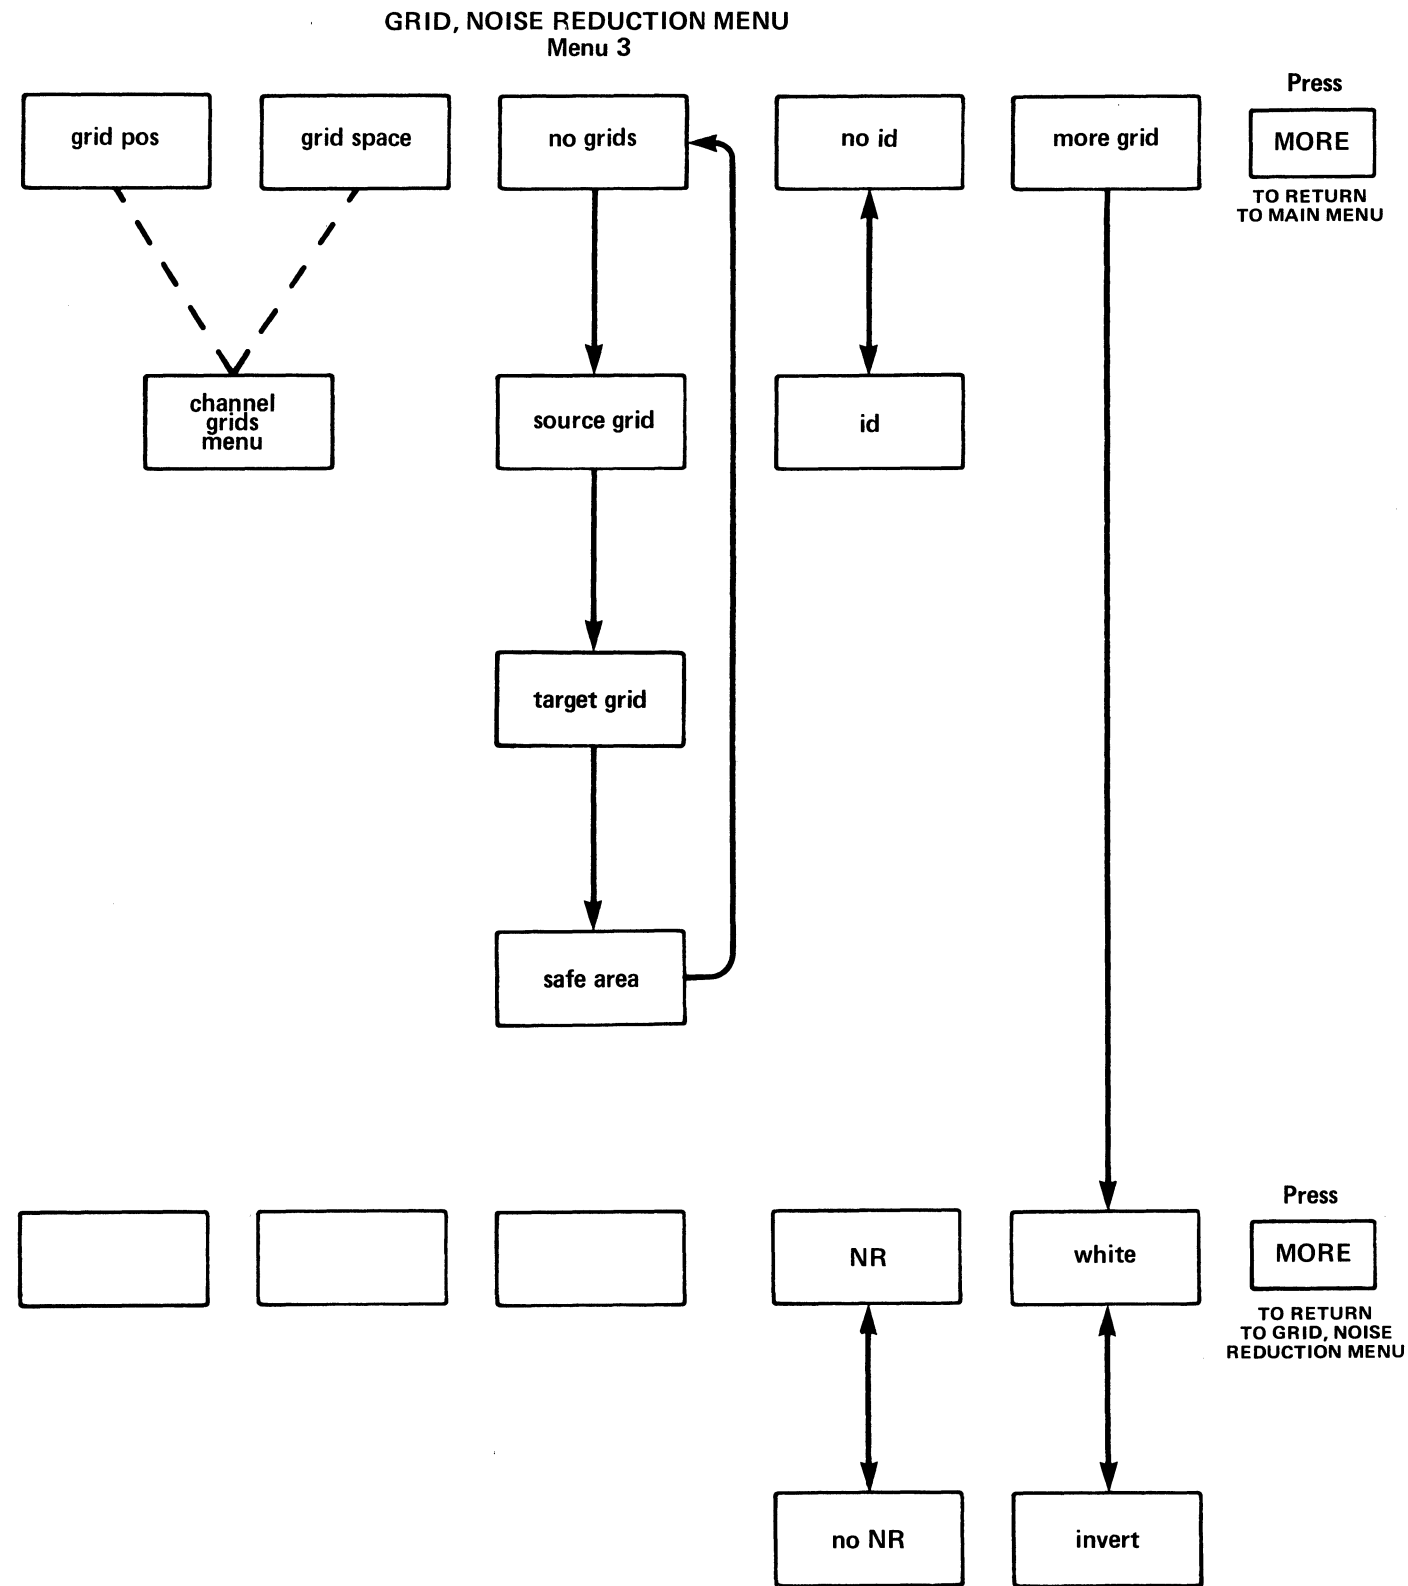 GRID, NOISE REDUCTION MENU
Menu 3
grid pos
grid space
no grids
no id
more grid
Press
MORE
TO RETURN
TO MAIN MENU
channel
grids
menu
source grid
id
target grid
safe area
NR
white
Press
MORE
TO RETURN
TO GRID, NOISE
REDUCTION MENU
no NR
invert